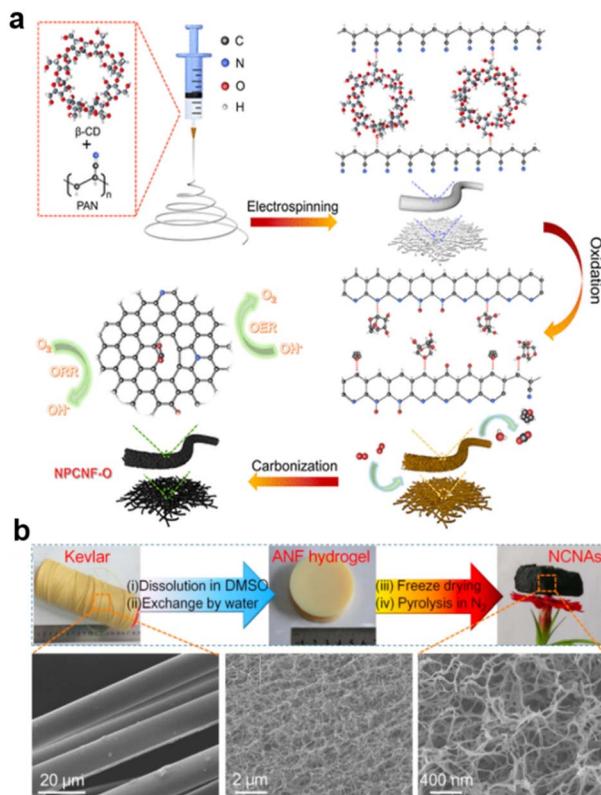 a
C
N
O
H
β-CD
+
PAN
n
Electrospinning
Oxidation
O₂
OER
OH⁻
O₂
ORR
OH⁻
NPCNF-O
Carbonization
b
Kevlar
(i)Dissolution in DMSO
(ii)Exchange by water
ANF hydrogel
(iii) Freeze drying
(iv) Pyrolysis in N₂
NCNAs
20 μm
2 μm
400 nm